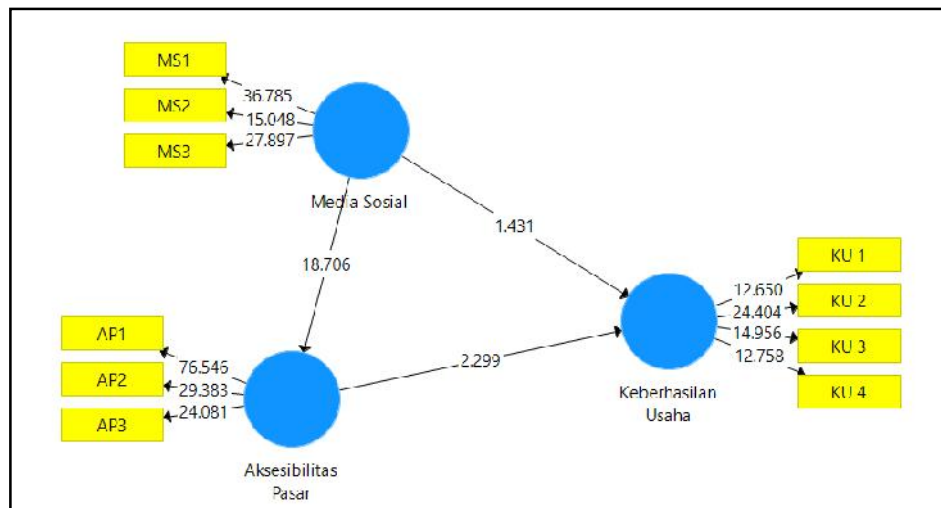 MS1
36.785
MS2
15.048
MS3
27.897
Media Sosial
1.431
18.706
KU 1
12.650
KU 2
24.404
KU 3
14.956
KU 4
12.758
Keberhasilan
Usaha
2.299
AP1
76.546
AP2
29.383
AP3
24.081
Aksesibilitas
Pasar